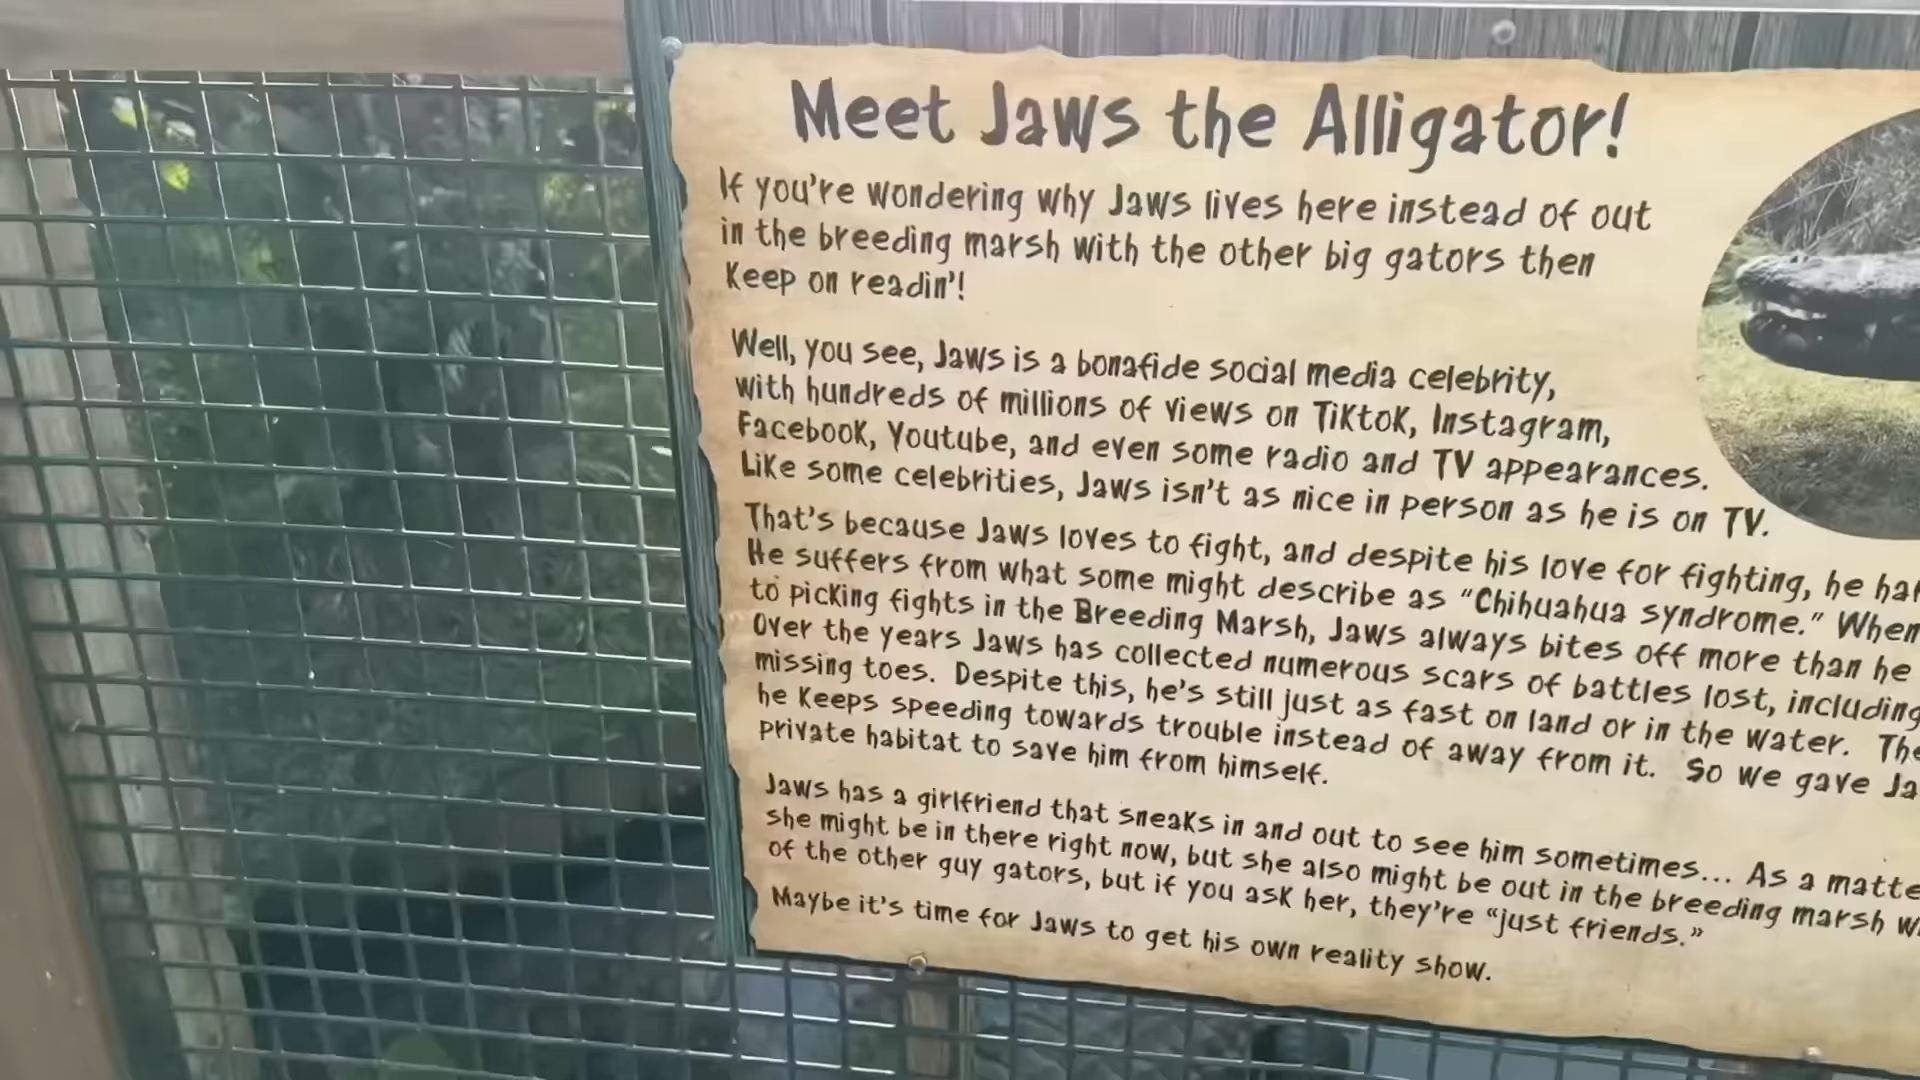 Meet Jaws the Alligator!
If you're wondering why Jaws lives here instead of out
in the breeding marsh with the other big gators then
Keep on readin'!
Well, you see, Jaws is a bonafide social media celebrity,
with hundreds of millions of views on TikTok, Instagram,
Facebook, Youtube, and even some radio and TV appearances.
Like some celebrities, Jaws isn't as nice in person as he is on TV.
That's because Jaws loves to fight, and despite his love for fighting, he
He suffers from what some might describe as "Chihuahua syndrome." When
to picking fights in the Breeding Marsh, Jaws always bites off more than he
Over the years Jaws has collected numerous scars of battles lost, including
missing toes. Despite this, he's still just as fast on land or in the water.
he keeps speeding towards trouble instead of away from it. So we gave
private habitat to save him from himself.
Jaws has a girlfriend that sneaks in and out to see him sometimes... As a
she might be in there right now, but she also might be out in the breeding marsh
of the other guy gators, but if you ask her, they're "just friends."
Maybe it's time for Jaws to get his own reality show.